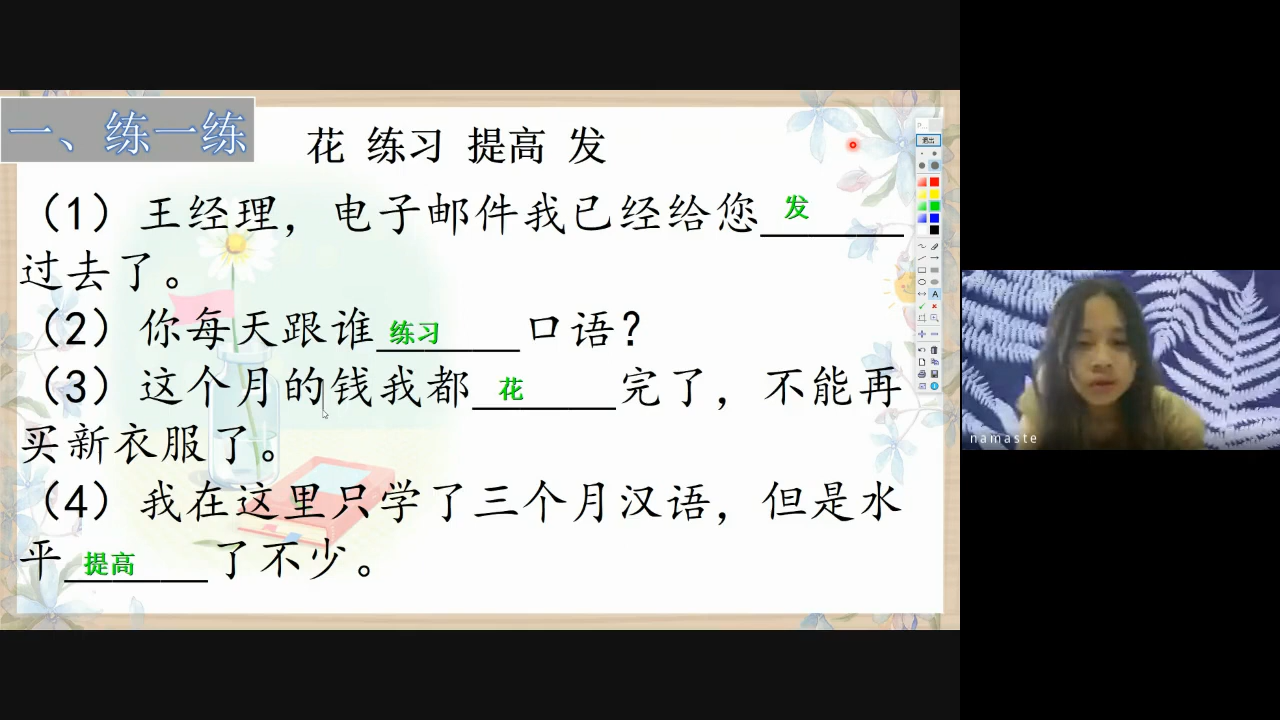 一、练一练
花 练习 提高 发
（1）王经理，电子邮件我已经给您 发
过去了。
（2）你每天跟谁 练习 口语？
（3）这个月的钱我都 花 完了，不能再
买新衣服了。
（4）我在这里只学了三个月汉语，但是水
平 提高 了不少。
退出
A
namaste